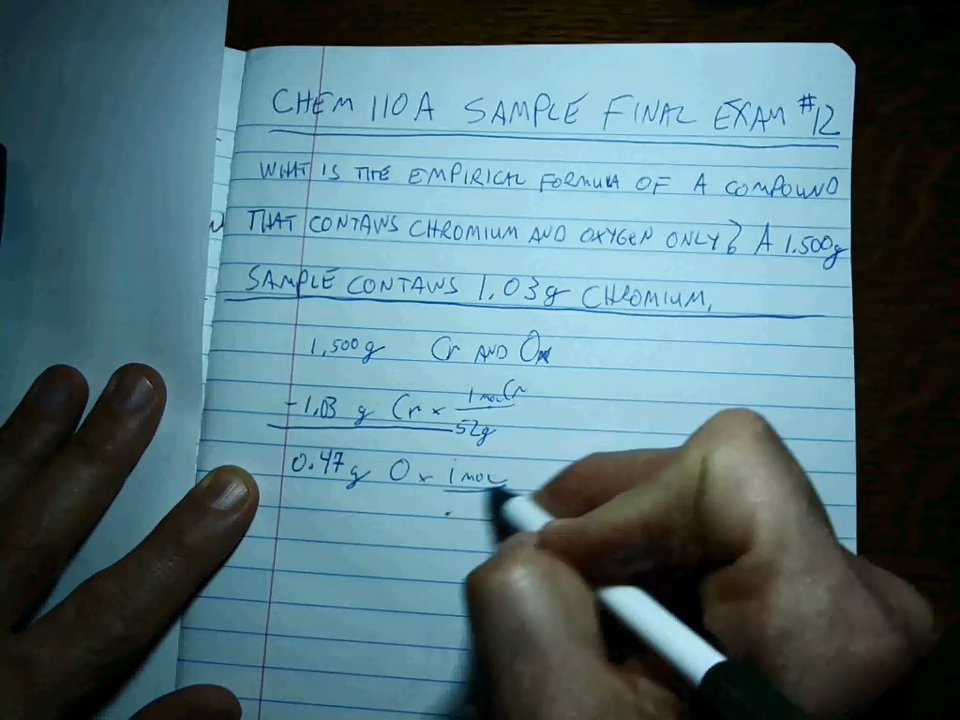 CHEM 110A SAMPLE FINAL EXAM #12
WHAT IS THE EMPIRICAL FORMULA OF A COMPOUND
THAT CONTAINS CHROMIUM AND OXYGEN ONLY? A 1.500g
SAMPLE CONTAINS 1.03g CHROMIUM.
1.500g Cr AND O
-1.03 g Cr × 1 mol Cr
52g
0.47g O × 1 mol